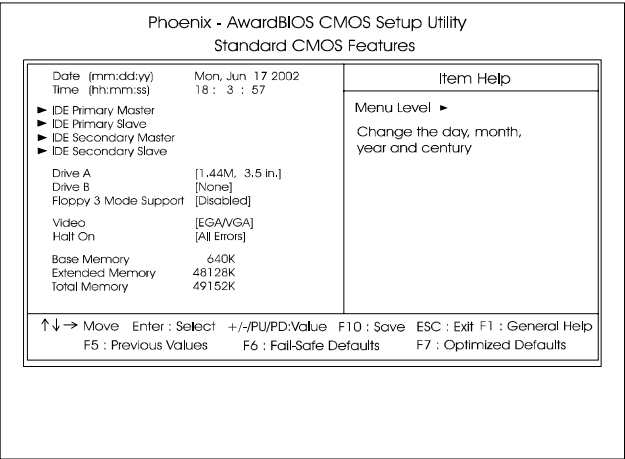 Phoenix - AwardBIOS CMOS Setup Utility
Standard CMOS Features
Date (mm:dd:yy) Mon, Jun 17 2002
Time (hh:mm:ss) 18 : 3 : 57
► IDE Primary Master
► IDE Primary Slave
► IDE Secondary Master
► IDE Secondary Slave
Drive A [1.44M, 3.5 in.]
Drive B [None]
Floppy 3 Mode Support [Disabled]
Video [EGA/VGA]
Halt On [All Errors]
Base Memory 640K
Extended Memory 48128K
Total Memory 49152K
Item Help
Menu Level ►
Change the day, month,
year and century
↑↓→ Move Enter : Select +/-/PU/PD:Value F10 : Save ESC : Exit F1 : General Help
F5 : Previous Values F6 : Fail-Safe Defaults F7 : Optimized Defaults